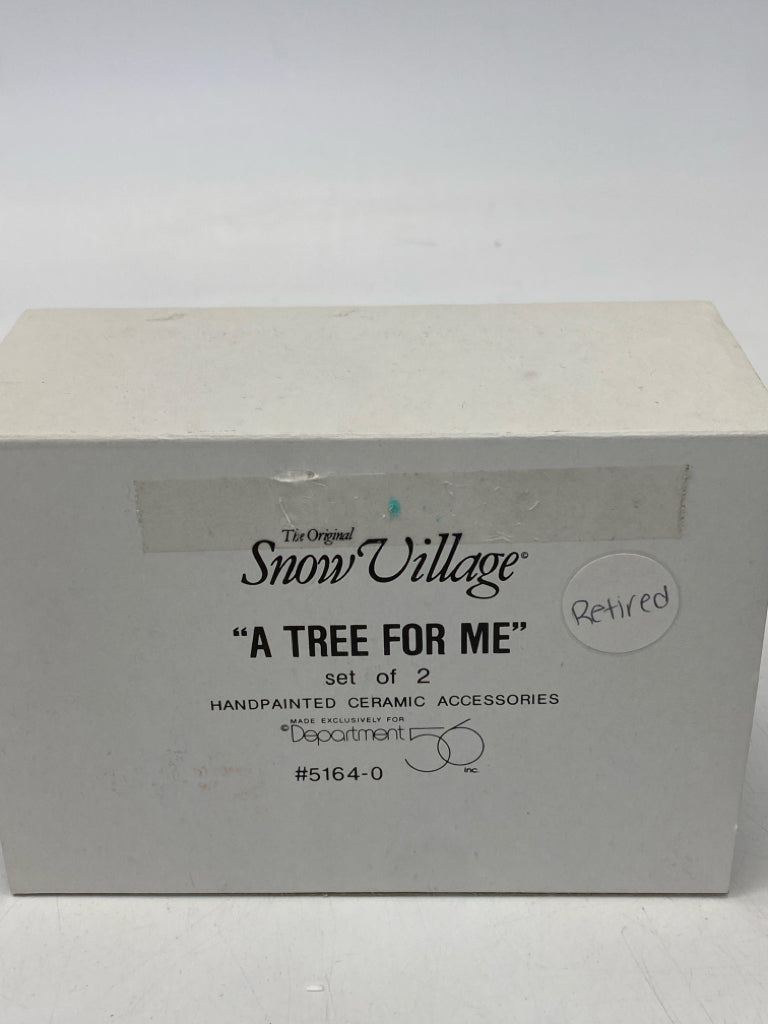 The Original
Snow Village©
Retired
"A TREE FOR ME"
set of 2
HANDPAINTED CERAMIC ACCESSORIES
MADE EXCLUSIVELY FOR
©Department 56 inc.
#5164-0